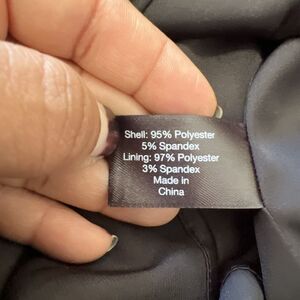 Shell: 95% Polyester
5% Spandex
Lining: 97% Polyester
3% Spandex
Made in
China